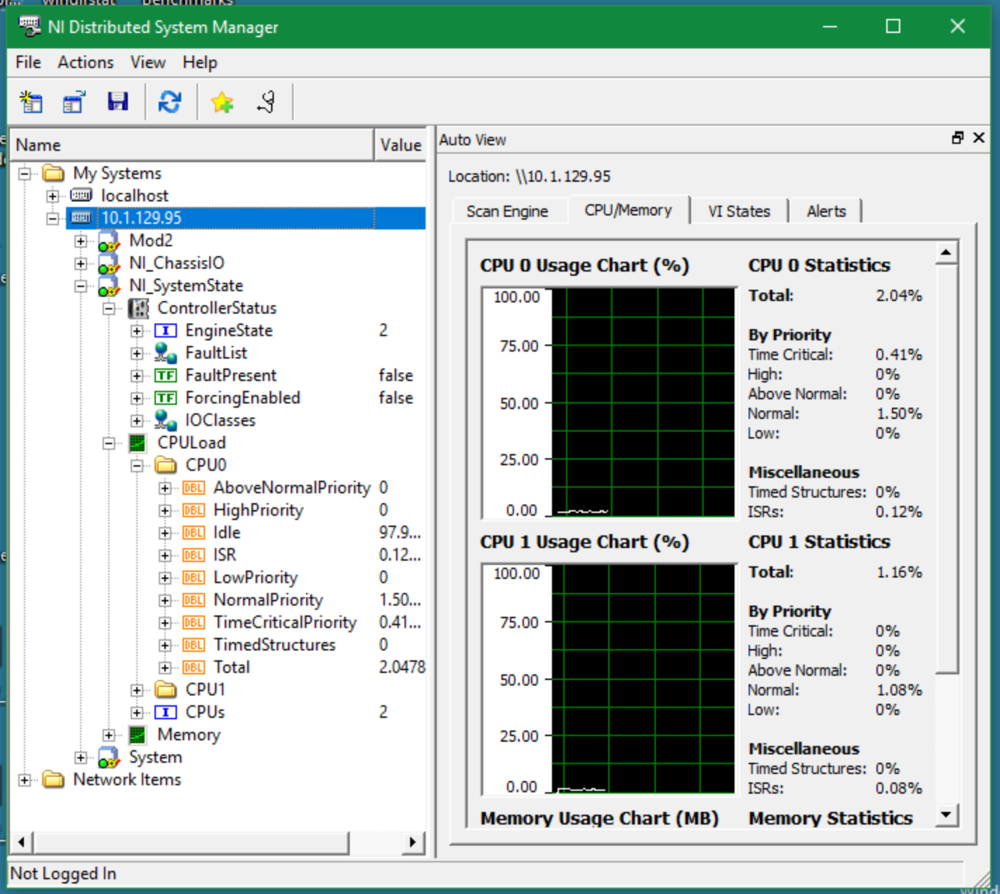 windirstat benchmarks
NI Distributed System Manager
File Actions View Help
Name Value
My Systems
localhost
10.1.129.95
Mod2
NI_ChassisIO
NI_SystemState
ControllerStatus
EngineState 2
FaultList
FaultPresent false
ForcingEnabled false
IOClasses
CPULoad
CPU0
AboveNormalPriority 0
HighPriority 0
Idle 97.9...
ISR 0.12...
LowPriority 0
NormalPriority 1.50...
TimeCriticalPriority 0.41...
TimedStructures 0
Total 2.0478
CPU1
CPUs 2
Memory
System
Network Items
Auto View
Location: \\10.1.129.95
Scan Engine CPU/Memory VI States Alerts
CPU 0 Usage Chart (%)
100.00
75.00
50.00
25.00
0.00
CPU 0 Statistics
Total: 2.04%
By Priority
Time Critical: 0.41%
High: 0%
Above Normal: 0%
Normal: 1.50%
Low: 0%
Miscellaneous
Timed Structures: 0%
ISRs: 0.12%
CPU 1 Usage Chart (%)
100.00
75.00
50.00
25.00
0.00
CPU 1 Statistics
Total: 1.16%
By Priority
Time Critical: 0%
High: 0%
Above Normal: 0%
Normal: 1.08%
Low: 0%
Miscellaneous
Timed Structures: 0%
ISRs: 0.08%
Memory Usage Chart (MB) Memory Statistics
Not Logged In